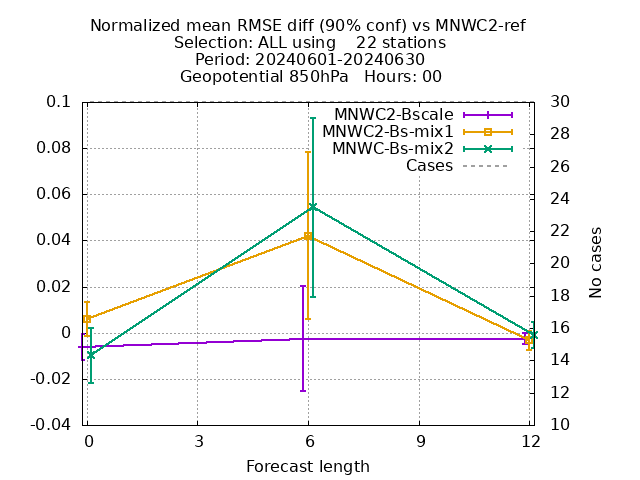 Normalized mean RMSE diff (90% conf) vs MNWC2-ref
Selection: ALL using    22 stations
Period: 20240601-20240630
Geopotential 850hPa   Hours: 00
MNWC2-Bscale
MNWC2-Bs-mix1
MNWC-Bs-mix2
Cases
0.1
0.08
0.06
0.04
0.02
0
-0.02
-0.04
30
28
26
24
22
20
18
16
14
12
10
No cases
0
3
6
9
12
Forecast length